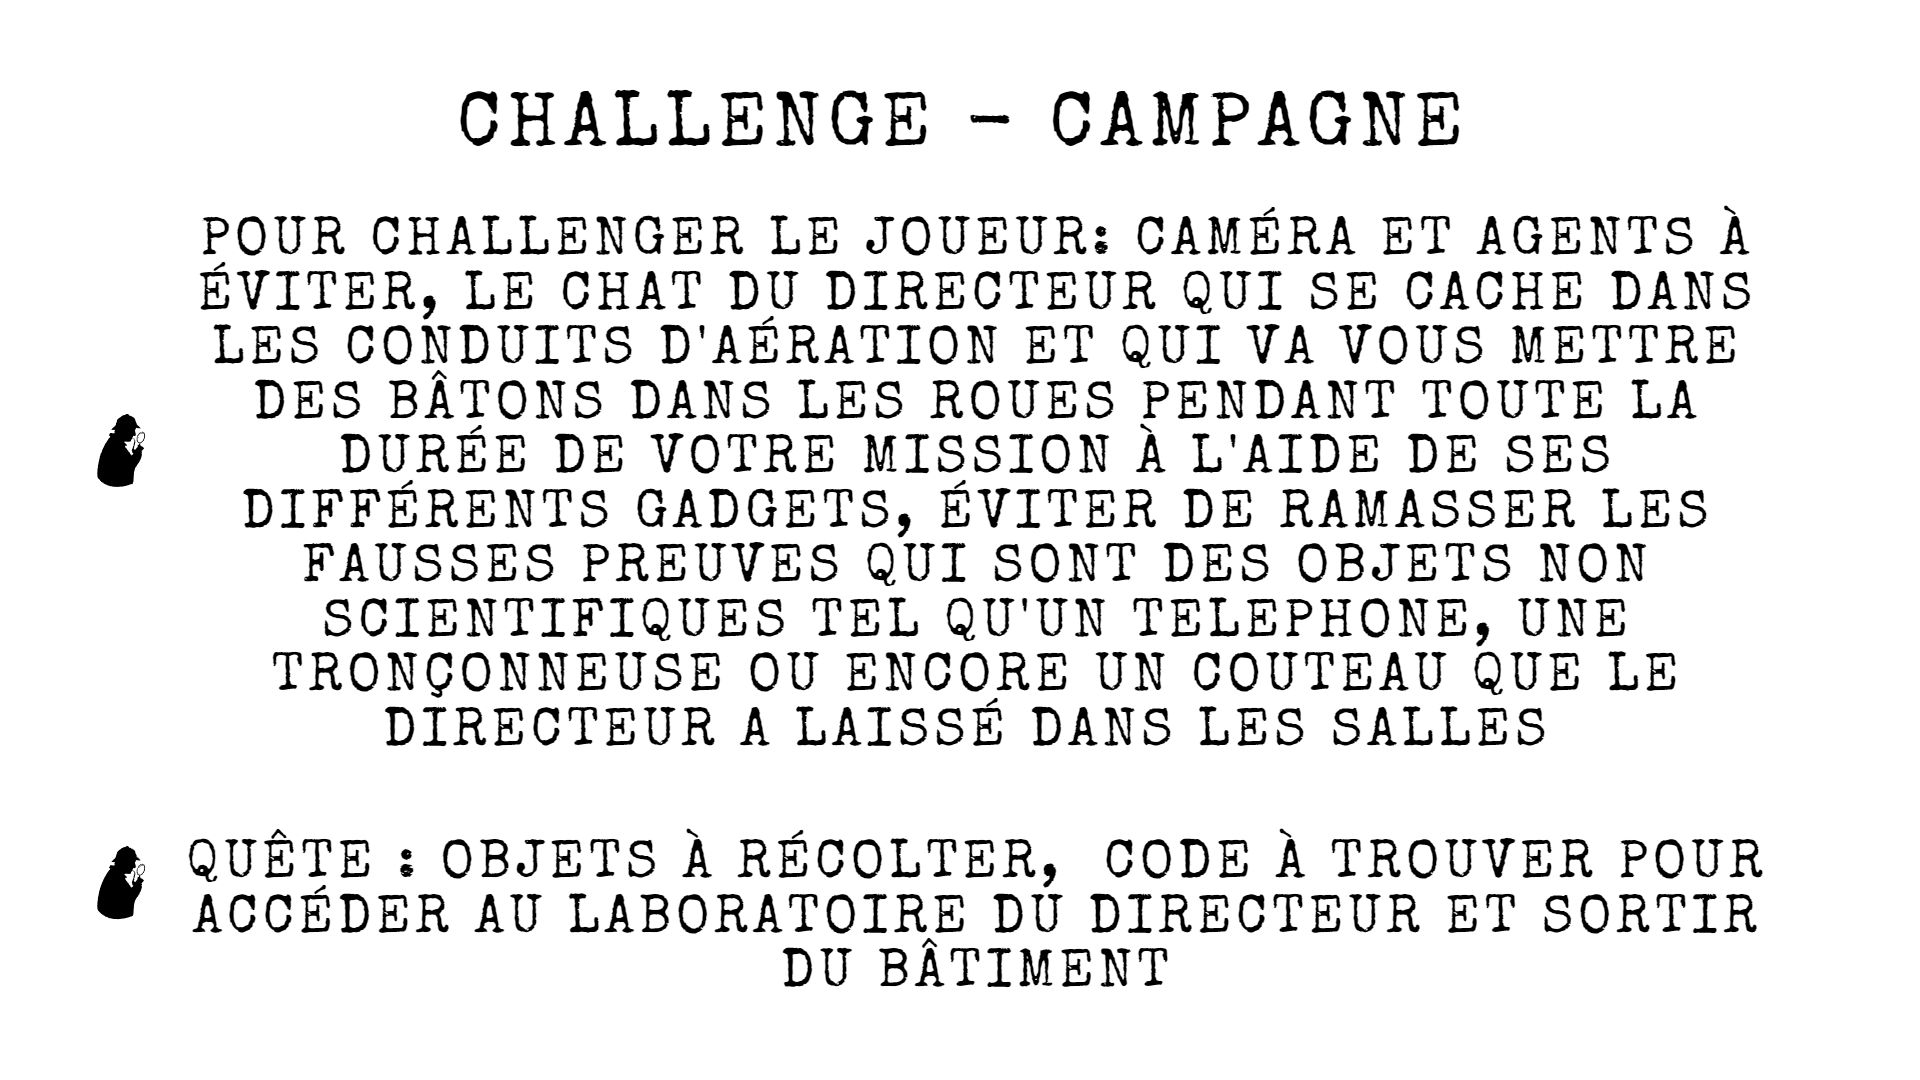 CHALLENGE - CAMPAGNE
POUR CHALLENGER LE JOUEUR: CAMÉRA ET AGENTS À
ÉVITER, LE CHAT DU DIRECTEUR QUI SE CACHE DANS
LES CONDUITS D'AÉRATION ET QUI VA VOUS METTRE
DES BÂTONS DANS LES ROUES PENDANT TOUTE LA
DURÉE DE VOTRE MISSION À L'AIDE DE SES
DIFFÉRENTS GADGETS, ÉVITER DE RAMASSER LES
FAUSSES PREUVES QUI SONT DES OBJETS NON
SCIENTIFIQUES TEL QU'UN TELEPHONE, UNE
TRONÇONNEUSE OU ENCORE UN COUTEAU QUE LE
DIRECTEUR A LAISSÉ DANS LES SALLES
QUÊTE : OBJETS À RÉCOLTER, CODE À TROUVER POUR
ACCÉDER AU LABORATOIRE DU DIRECTEUR ET SORTIR
DU BÂTIMENT